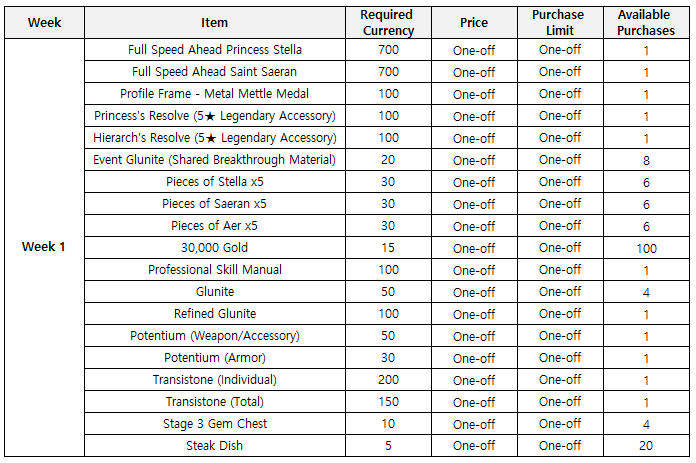 Week Item Required Currency Price Purchase Limit Available Purchases
Week 1
Full Speed Ahead Princess Stella 700 One-off One-off 1
Full Speed Ahead Saint Saeran 700 One-off One-off 1
Profile Frame - Metal Mettle Medal 100 One-off One-off 1
Princess's Resolve (5★ Legendary Accessory) 100 One-off One-off 1
Hierarch's Resolve (5★ Legendary Accessory) 100 One-off One-off 1
Event Glunite (Shared Breakthrough Material) 20 One-off One-off 8
Pieces of Stella x5 30 One-off One-off 6
Pieces of Saeran x5 30 One-off One-off 6
Pieces of Aer x5 30 One-off One-off 6
30,000 Gold 15 One-off One-off 100
Professional Skill Manual 100 One-off One-off 1
Glunite 50 One-off One-off 4
Refined Glunite 100 One-off One-off 1
Potentium (Weapon/Accessory) 50 One-off One-off 1
Potentium (Armor) 30 One-off One-off 1
Transistone (Individual) 200 One-off One-off 1
Transistone (Total) 150 One-off One-off 1
Stage 3 Gem Chest 10 One-off One-off 4
Steak Dish 5 One-off One-off 20